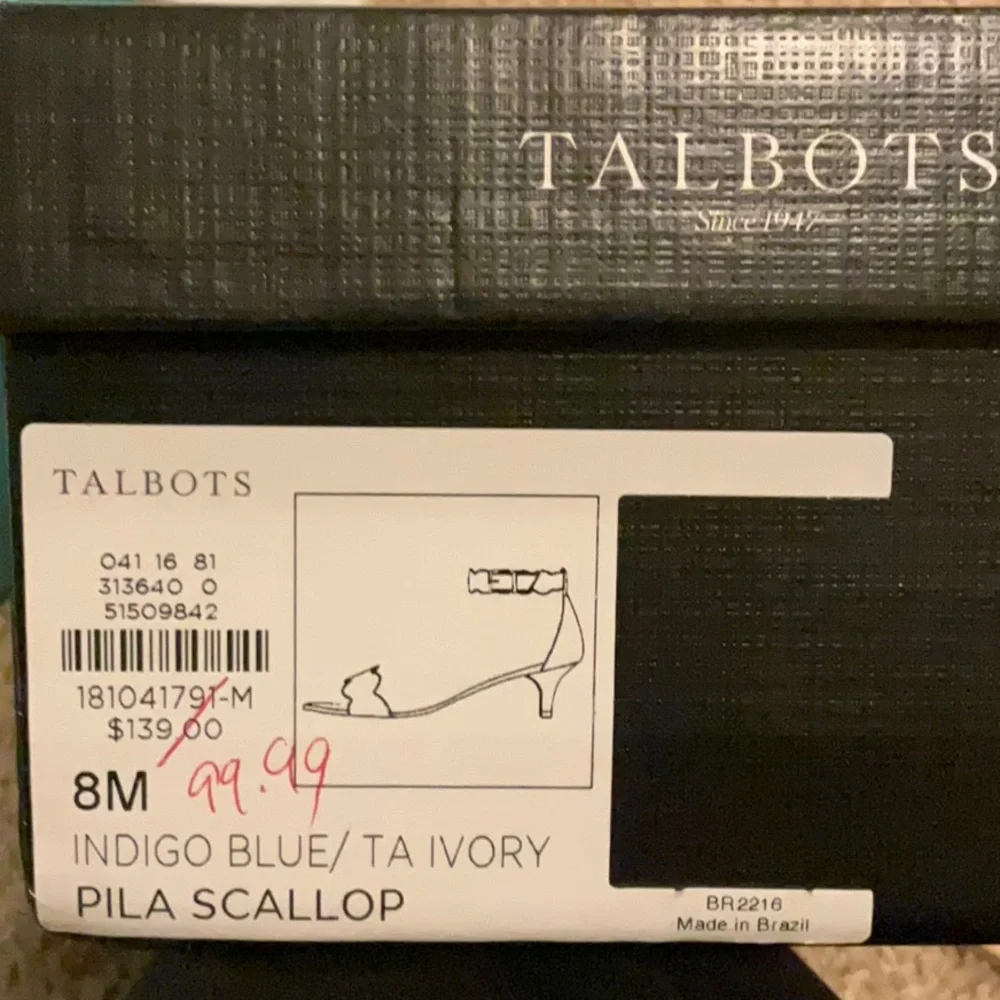 TALBOTS
Since 1947
TALBOTS
041 16 81
313640 0
51509842
181041791-M
$139.00
99.99
8M
INDIGO BLUE/ TA IVORY
PILA SCALLOP
BR2216
Made in Brazil